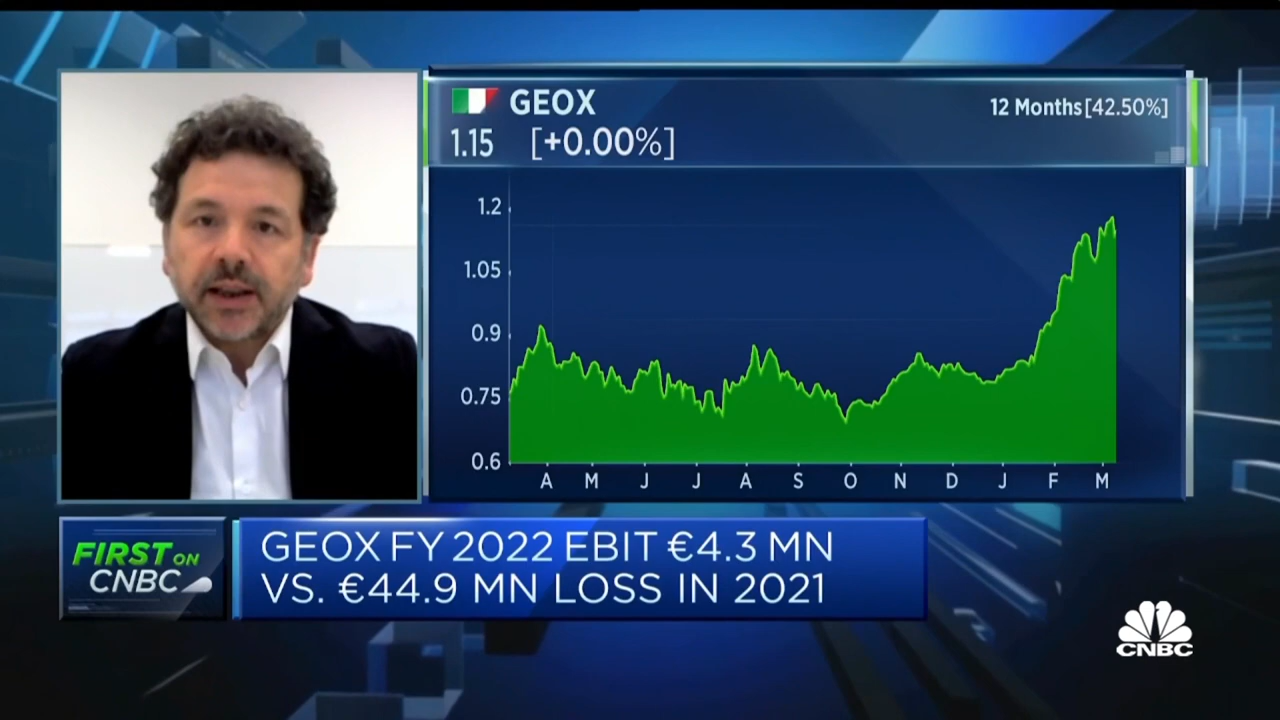 GEOX
12 Months[42.50%]
1.15 [+0.00%]
1.2
1.05
0.9
0.75
0.6
A M J J A S O N D J F M
FIRST ON
CNBC
GEOX FY 2022 EBIT €4.3 MN
VS. €44.9 MN LOSS IN 2021
CNBC